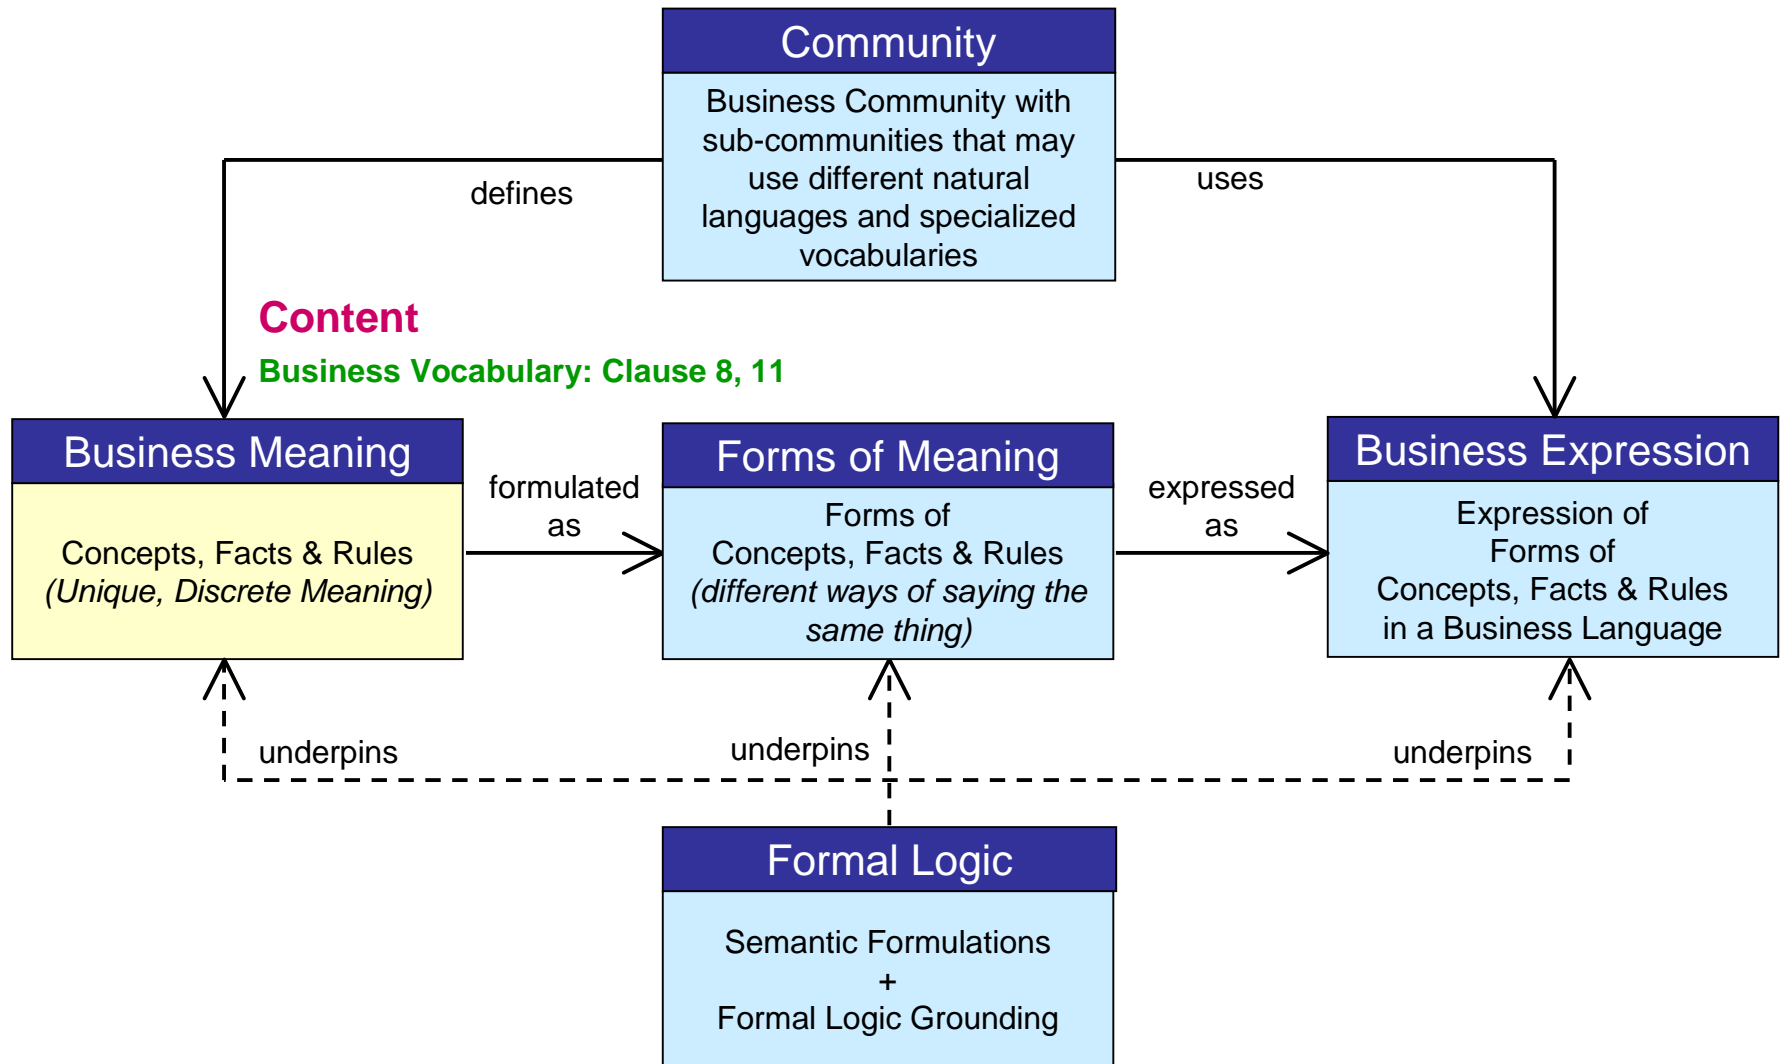 Community
Business Community with
sub-communities that may
use different natural
languages and specialized
vocabularies
defines
uses
Content
Business Vocabulary: Clause 8, 11
Business Meaning
Concepts, Facts & Rules
(Unique, Discrete Meaning)
formulated
as
Forms of Meaning
Forms of
Concepts, Facts & Rules
(different ways of saying the
same thing)
expressed
as
Business Expression
Expression of
Forms of
Concepts, Facts & Rules
in a Business Language
underpins
underpins
underpins
Formal Logic
Semantic Formulations
+
Formal Logic Grounding